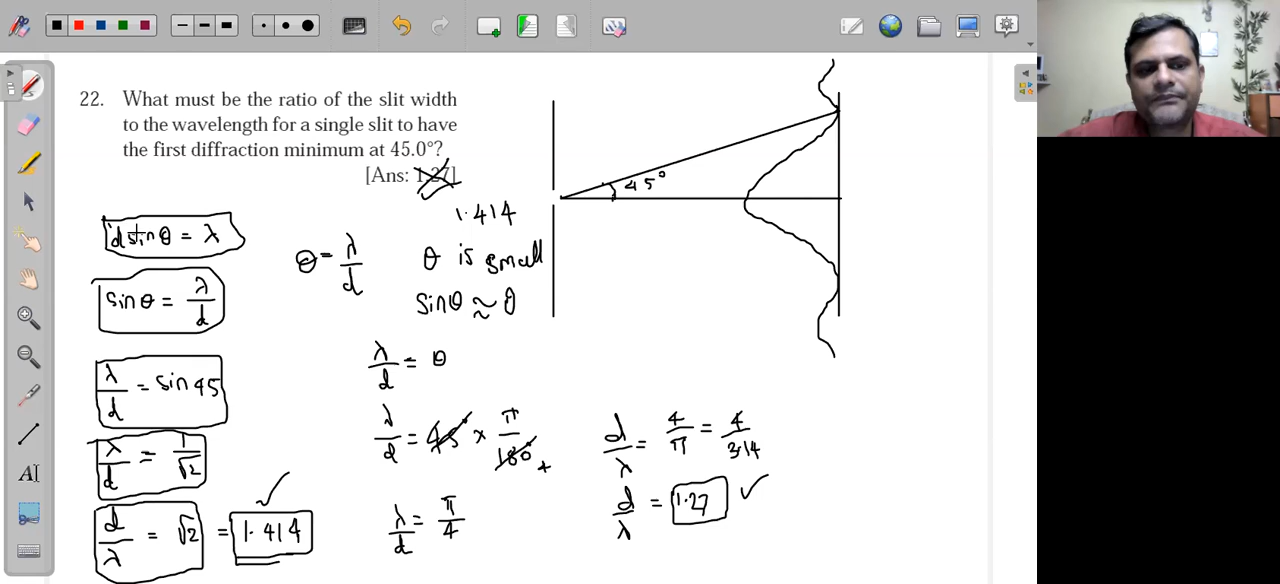 22. What must be the ratio of the slit width
to the wavelength for a single slit to have
the first diffraction minimum at 45.0°?
[Ans: 1.27]
1.414
45°
d sinθ = λ
sinθ = λ/d
λ/d = sin 45
λ/d = 1/√2
d/λ = √2 = 1.414
θ = λ/d
θ is small
sinθ ≈ θ
λ/d = θ
λ/d = 45° × π/180°
λ/d = π/4
d/λ = 4/π = 4/3.14
d/λ = 1.27
AI